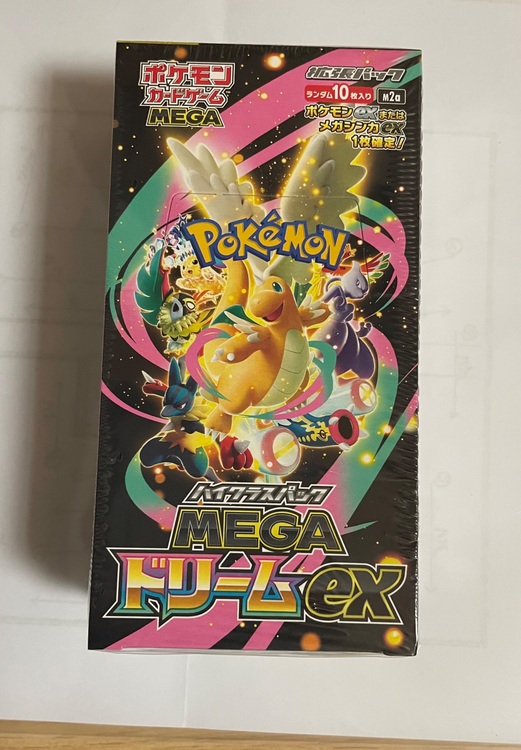 ポケモン
カードゲーム
MEGA
拡張パック
ランダム10枚入り
M2a
ポケモンexまたは
メガシンカex
1枚確定!
POKéMON
ハイクラスパック
MEGA
ドリームex